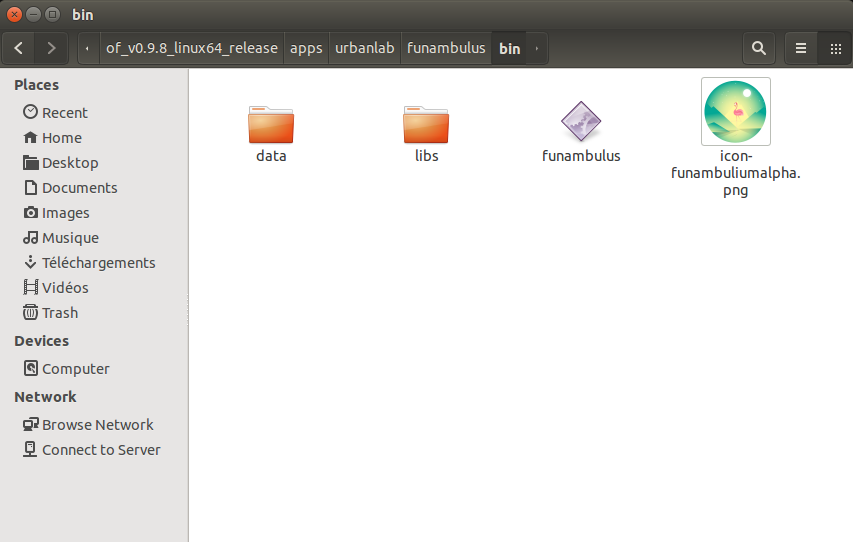 bin
of_v0.9.8_linux64_release apps urbanlab funambulus bin
Places
Recent
Home
Desktop
Documents
Images
Musique
Téléchargements
Vidéos
Trash
Devices
Computer
Network
Browse Network
Connect to Server
data
libs
funambulus
icon-
funambuliumalpha.
png